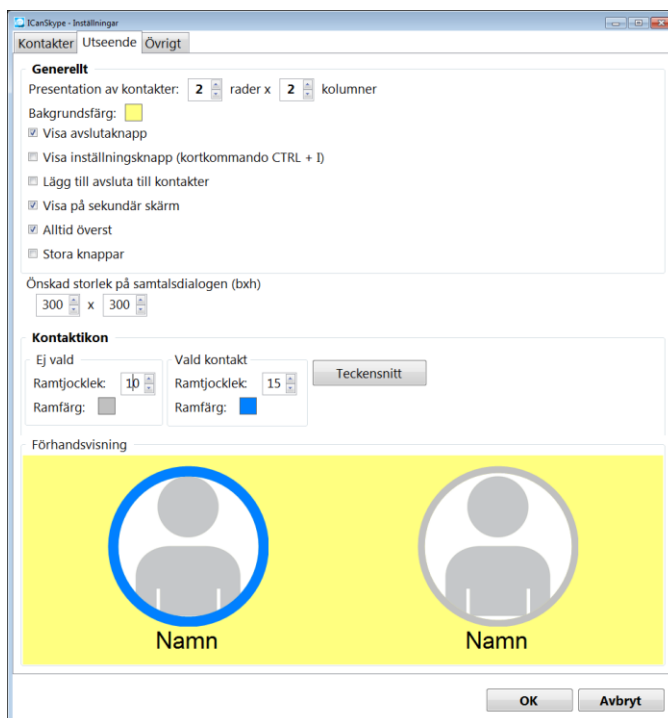 ICanSkype - Inställningar
Kontakter Utseende Övrigt
Generellt
Presentation av kontakter: 2 rader x 2 kolumner
Bakgrundsfärg:
Visa avslutaknapp
Visa inställningsknapp (kortkommando CTRL + I)
Lägg till avsluta till kontakter
Visa på sekundär skärm
Alltid överst
Stora knappar
Önskad storlek på samtalsdialogen (bxh)
300 x 300
Kontaktikon
Ej vald Vald kontakt
Ramtjocklek: 10 Ramtjocklek: 15 Teckensnitt
Ramfärg: Ramfärg:
Förhandsvisning
Namn Namn
OK Avbryt